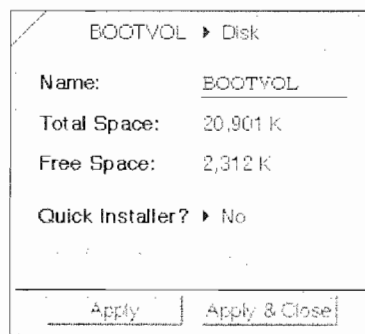 BOOTVOL ▸ Disk
Name: BOOTVOL
Total Space: 20,901 K
Free Space: 2,312 K
Quick Installer? ▸ No
Apply Apply & Close